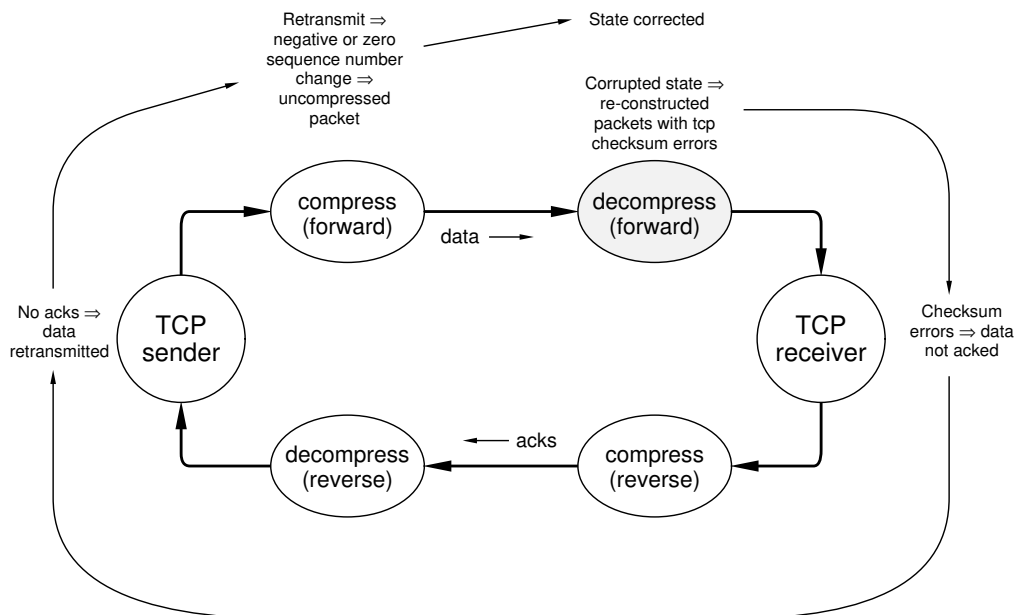 Retransmit ⇒
negative or zero
sequence number
change ⇒
uncompressed
packet
State corrected
Corrupted state ⇒
re-constructed
packets with tcp
checksum errors
compress
(forward)
data
decompress
(forward)
No acks ⇒
data
retransmitted
TCP
sender
TCP
receiver
Checksum
errors ⇒ data
not acked
decompress
(reverse)
acks
compress
(reverse)